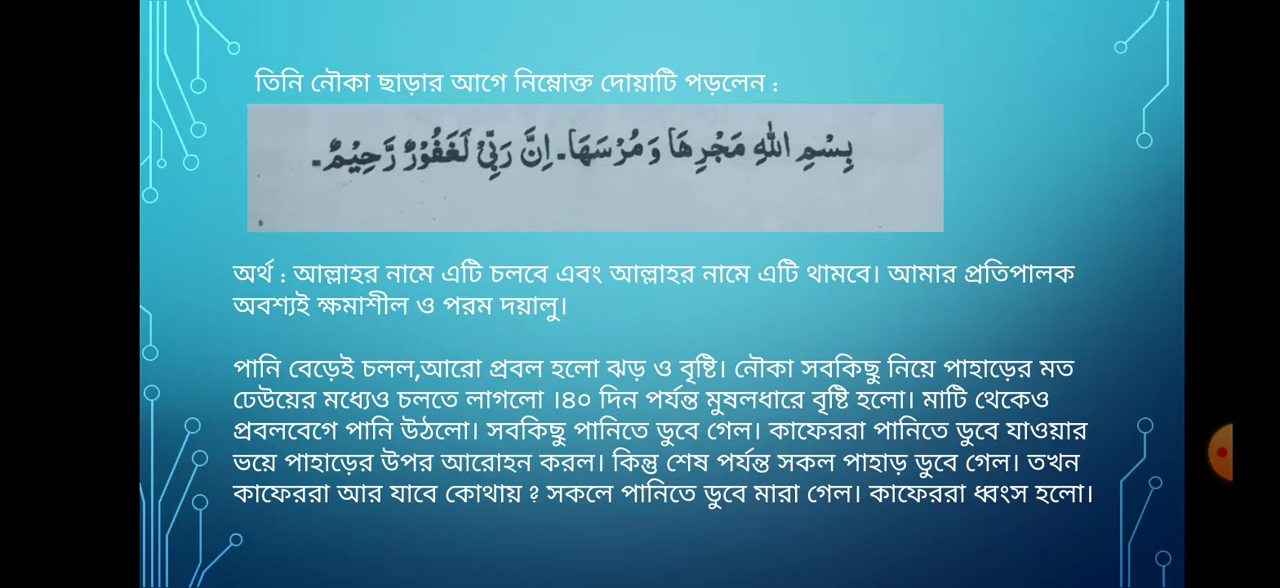 তিনি নৌকা ছাড়ার আগে নিম্নোক্ত দোয়াটি পড়লেন :
بِسْمِ اللّٰهِ مَجْرِهَا وَ مُرْسَهَا۔ اِنَّ رَبِّىْ لَغَفُوْرٌ رَّحِيْمٌ۔
অর্থ : আল্লাহর নামে এটি চলবে এবং আল্লাহর নামে এটি থামবে। আমার প্রতিপালক
অবশ্যই ক্ষমাশীল ও পরম দয়ালু।
পানি বেড়েই চলল,আরো প্রবল হলো ঝড় ও বৃষ্টি। নৌকা সবকিছু নিয়ে পাহাড়ের মত
ঢেউয়ের মধ্যেও চলতে লাগলো ।৪০ দিন পর্যন্ত মুষলধারে বৃষ্টি হলো। মাটি থেকেও
প্রবলবেগে পানি উঠলো। সবকিছু পানিতে ডুবে গেল। কাফেররা পানিতে ডুবে যাওয়ার
ভয়ে পাহাড়ের উপর আরোহন করল। কিন্তু শেষ পর্যন্ত সকল পাহাড় ডুবে গেল। তখন
কাফেররা আর যাবে কোথায় ? সকলে পানিতে ডুবে মারা গেল। কাফেররা ধ্বংস হলো।